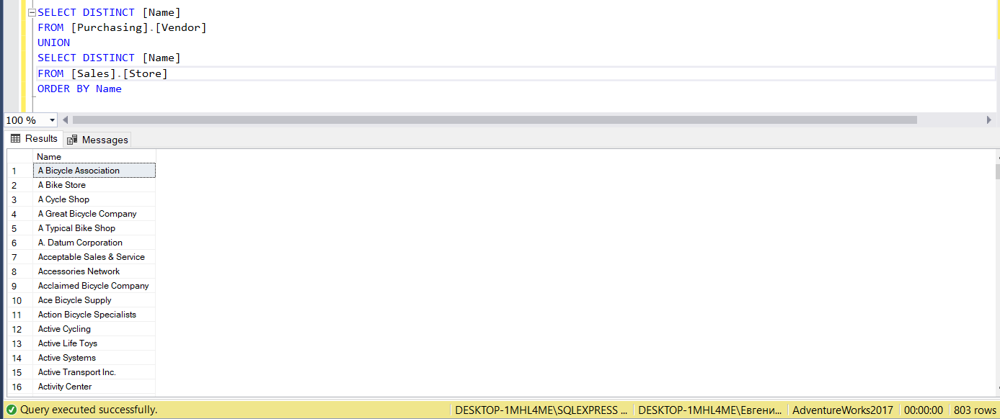 SELECT DISTINCT [Name]
FROM [Purchasing].[Vendor]
UNION
SELECT DISTINCT [Name]
FROM [Sales].[Store]
ORDER BY Name
100 %
Results Messages
Name
1 A Bicycle Association
2 A Bike Store
3 A Cycle Shop
4 A Great Bicycle Company
5 A Typical Bike Shop
6 A. Datum Corporation
7 Acceptable Sales & Service
8 Accessories Network
9 Acclaimed Bicycle Company
10 Ace Bicycle Supply
11 Action Bicycle Specialists
12 Active Cycling
13 Active Life Toys
14 Active Systems
15 Active Transport Inc.
16 Activity Center
Query executed successfully. DESKTOP-1MHL4ME\SQLEXPRESS ... DESKTOP-1MHL4ME\Евгени... AdventureWorks2017 00:00:00 803 rows